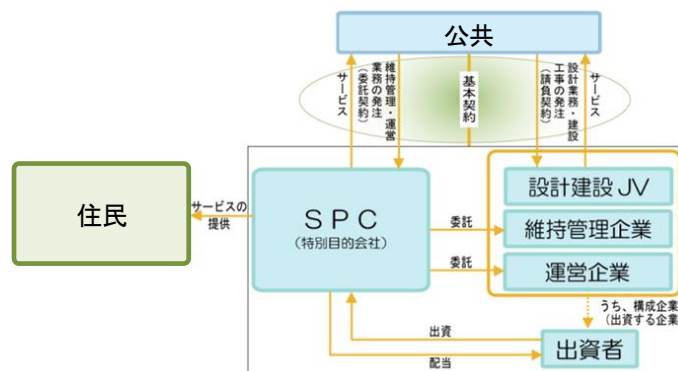 公共
サービス
維持管理・運営
業務の発注
（委託契約）
基本契約
設計業務・建設
工事の発注
（請負契約）
サービス
住民
サービスの
提供
ＳＰＣ
（特別目的会社）
委託
委託
設計建設 JV
維持管理企業
運営企業
うち、構成企業
（出資する企業
出資
配当
出資者